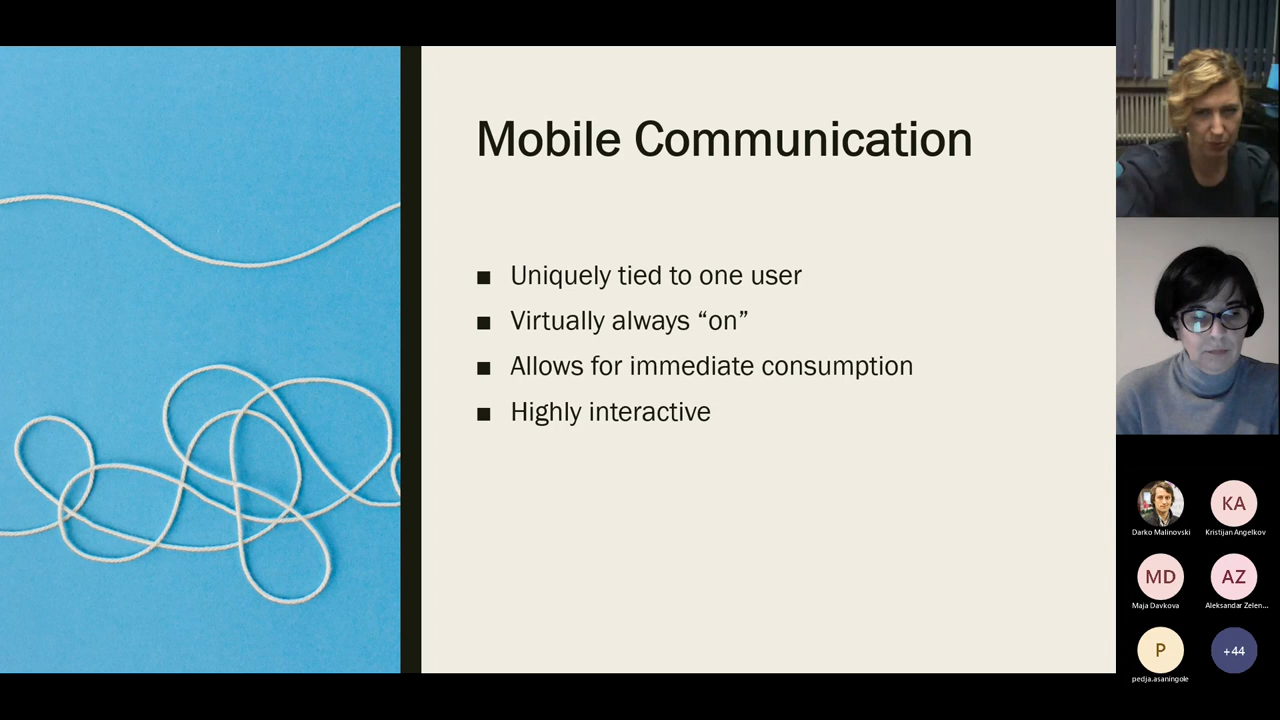 Mobile Communication
■ Uniquely tied to one user
■ Virtually always “on”
■ Allows for immediate consumption
■ Highly interactive
Darko Malinovski
KA
Kristijan Angelkov
MD
Maja Davkova
AZ
Aleksandar Zelen...
P
pedja.asaningole
+44